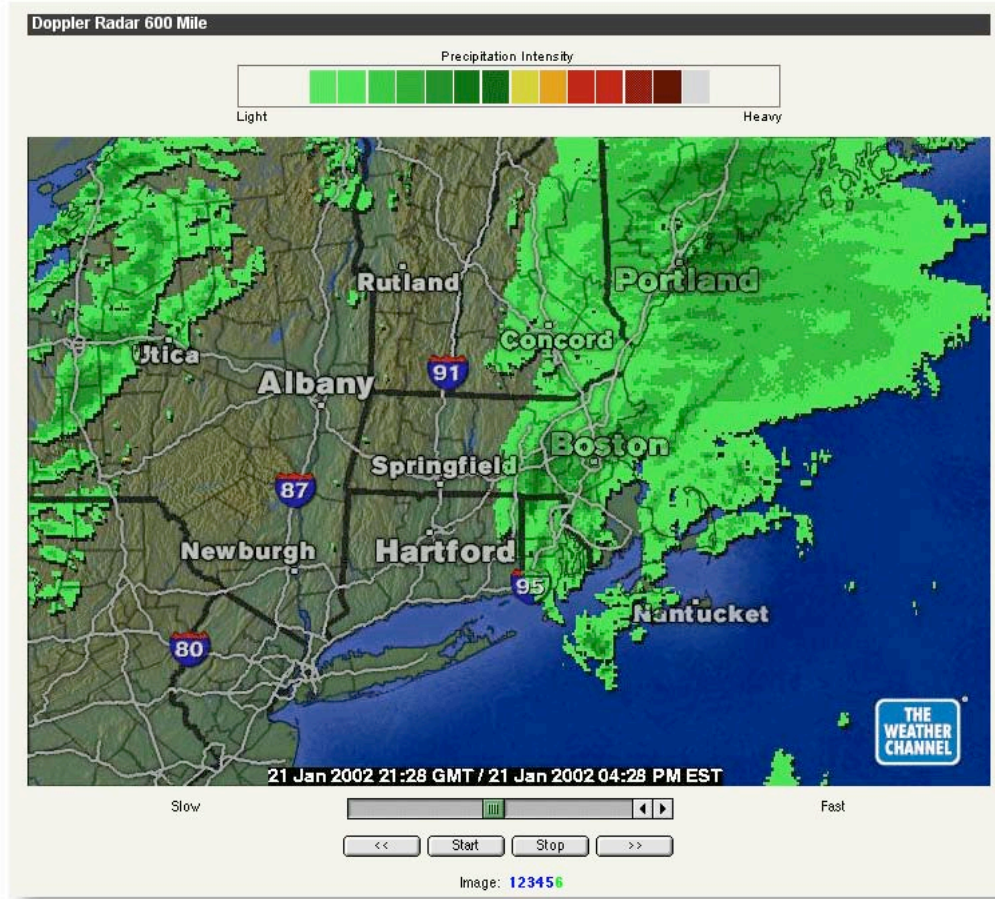 Doppler Radar 600 Mile
Precipitation Intensity
Light Heavy
Rutland
Portland
Concord
Utica
91
Albany
Boston
Springfield
87
Newburgh
Hartford
95
Nantucket
80
THE
WEATHER
CHANNEL
21 Jan 2002 21:28 GMT / 21 Jan 2002 04:28 PM EST
Slow Fast
<< Start Stop >>
Image: 123456